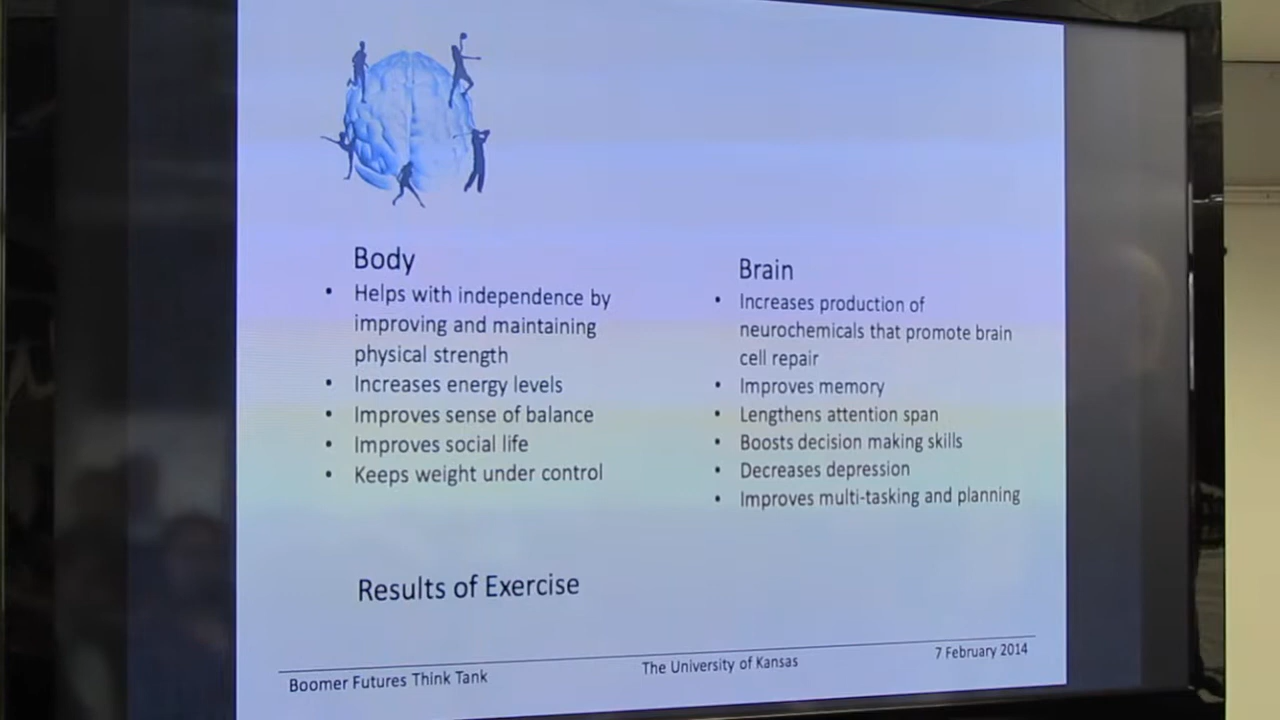 Body
• Helps with independence by
improving and maintaining
physical strength
• Increases energy levels
• Improves sense of balance
• Improves social life
• Keeps weight under control
Brain
• Increases production of
neurochemicals that promote brain
cell repair
• Improves memory
• Lengthens attention span
• Boosts decision making skills
• Decreases depression
• Improves multi-tasking and planning
Results of Exercise
Boomer Futures Think Tank
The University of Kansas
7 February 2014